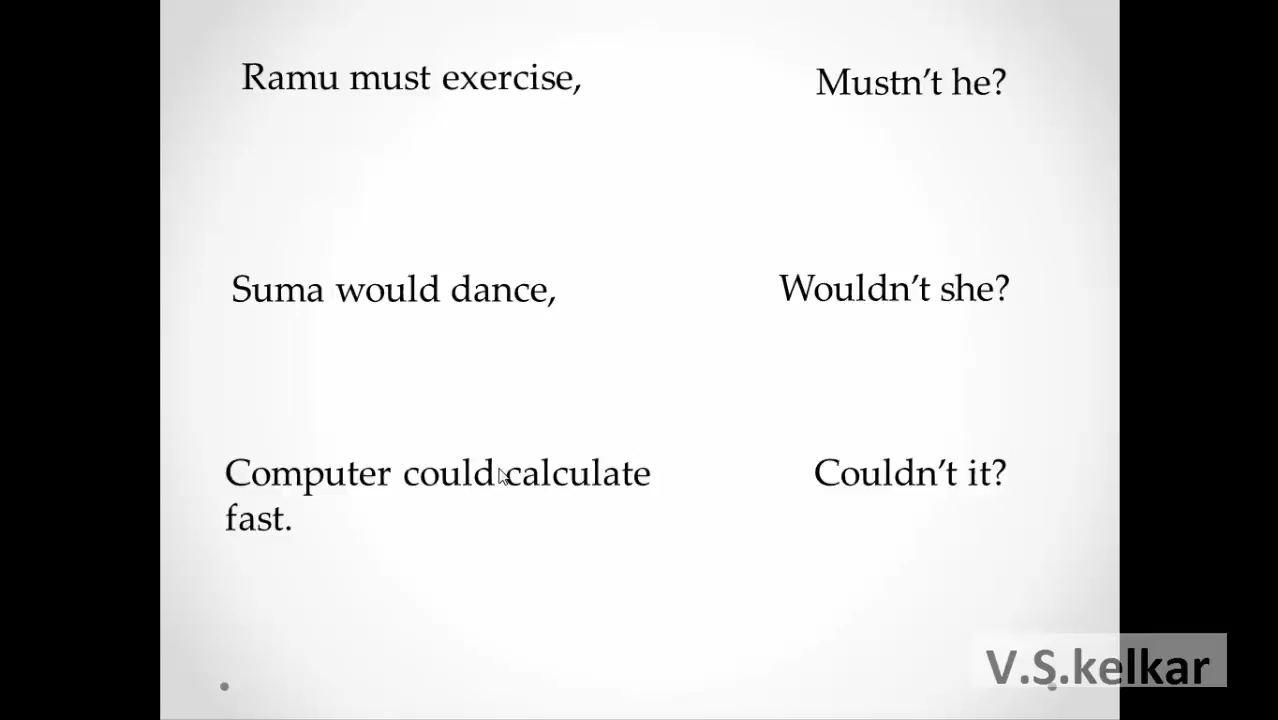 Ramu must exercise, Mustn't he?
Suma would dance, Wouldn't she?
Computer could calculate Couldn't it?
fast.
V.S.kelkar